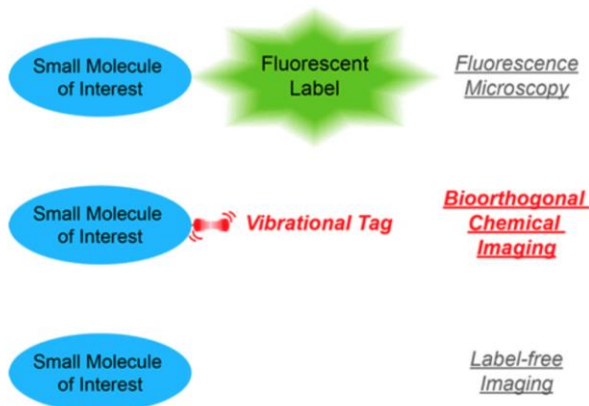 Small Molecule
of Interest
Fluorescent
Label
Fluorescence
Microscopy
Small Molecule
of Interest
Vibrational Tag
Bioorthogonal
Chemical
Imaging
Small Molecule
of Interest
Label-free
Imaging